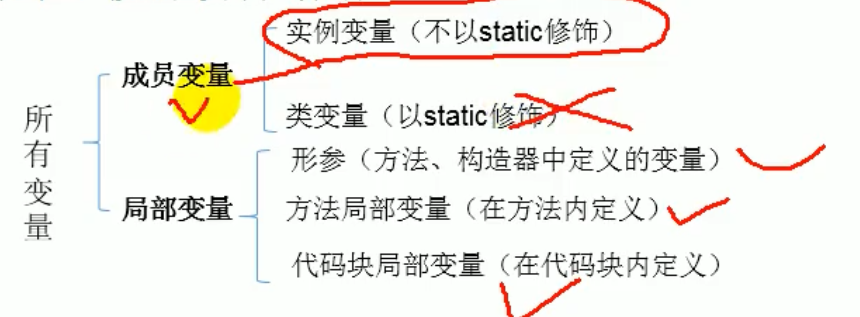 实例变量（不以static修饰）
成员变量
类变量（以static修饰）
所有变量
形参（方法、构造器中定义的变量）
局部变量
方法局部变量（在方法内定义）
代码块局部变量（在代码块内定义）